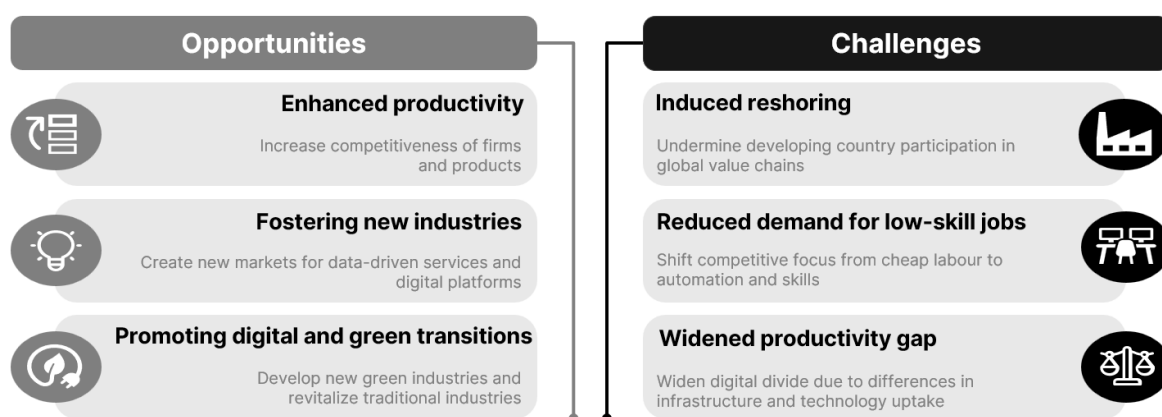 Opportunities
Enhanced productivity
Increase competitiveness of firms
and products
Fostering new industries
Create new markets for data-driven services and
digital platforms
Promoting digital and green transitions
Develop new green industries and
revitalize traditional industries
Challenges
Induced reshoring
Undermine developing country participation in
global value chains
Reduced demand for low-skill jobs
Shift competitive focus from cheap labour to
automation and skills
Widened productivity gap
Widen digital divide due to differences in
infrastructure and technology uptake